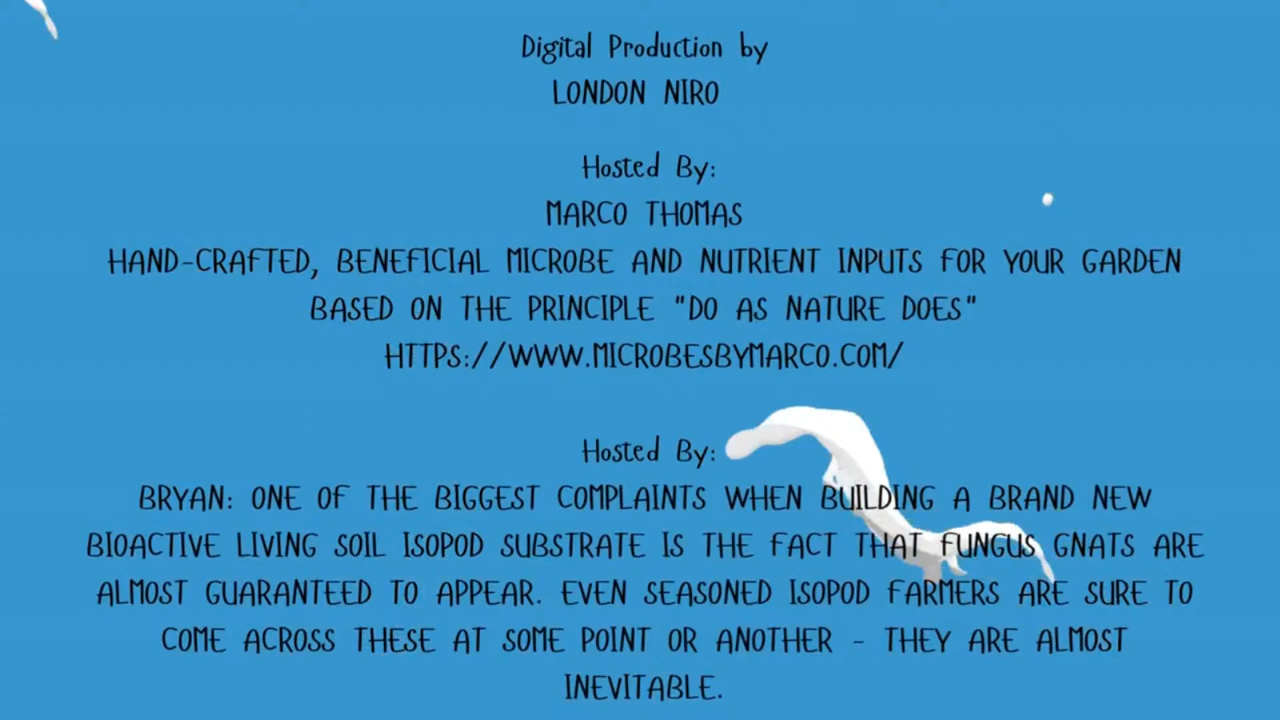 Digital Production by
LONDON NIRO
Hosted By:
MARCO THOMAS
HAND-CRAFTED, BENEFICIAL MICROBE AND NUTRIENT INPUTS FOR YOUR GARDEN
BASED ON THE PRINCIPLE "DO AS NATURE DOES"
HTTPS://WWW.MICROBESBYMARCO.COM/
Hosted By:
BRYAN: ONE OF THE BIGGEST COMPLAINTS WHEN BUILDING A BRAND NEW
BIOACTIVE LIVING SOIL ISOPOD SUBSTRATE IS THE FACT THAT FUNGUS GNATS ARE
ALMOST GUARANTEED TO APPEAR. EVEN SEASONED ISOPOD FARMERS ARE SURE TO
COME ACROSS THESE AT SOME POINT OR ANOTHER - THEY ARE ALMOST
INEVITABLE.